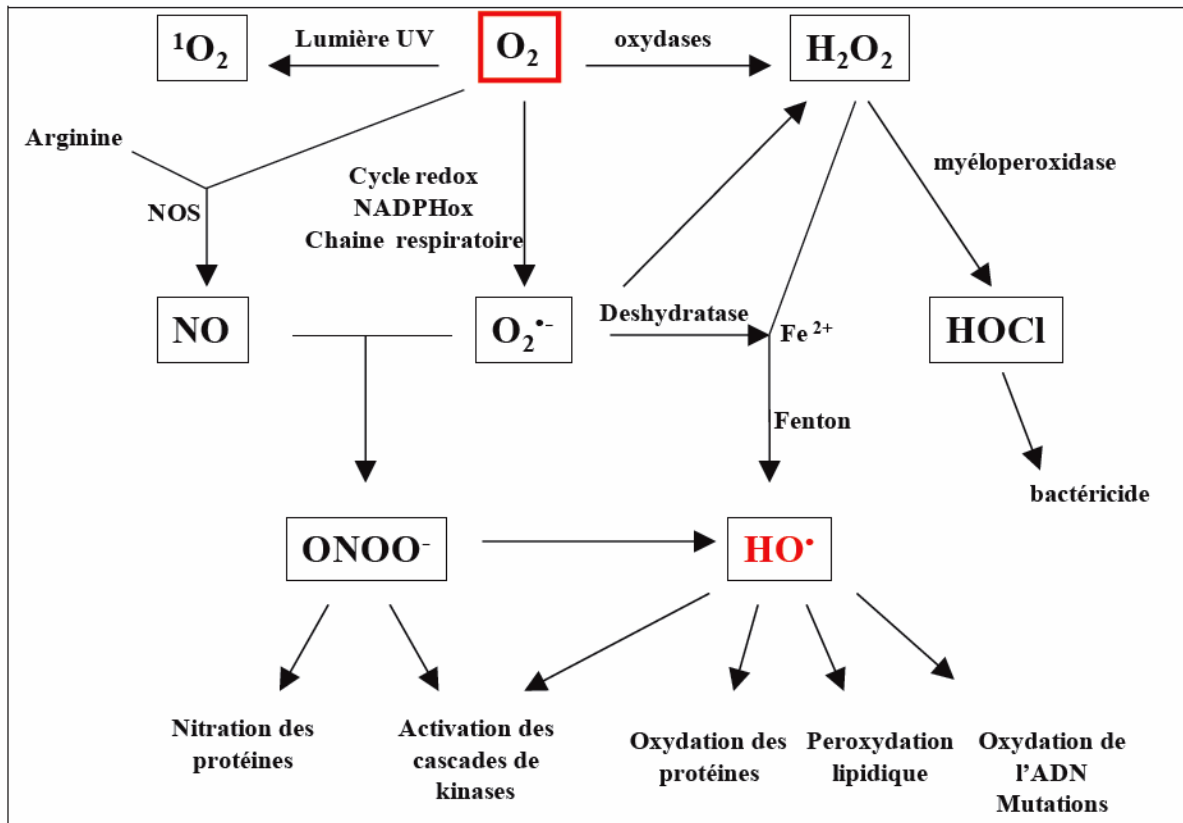 ¹O₂
Lumière UV
O₂
oxydases
H₂O₂
Arginine
myéloperoxidase
Cycle redox
NADPHox
Chaine respiratoire
NOS
NO
O₂•-
Deshydratase
Fe 2+
HOCl
Fenton
bactéricide
ONOO-
HO•
Nitration des
protéines
Activation des
cascades de
kinases
Oxydation des
protéines
Peroxydation
lipidique
Oxydation de
l'ADN
Mutations